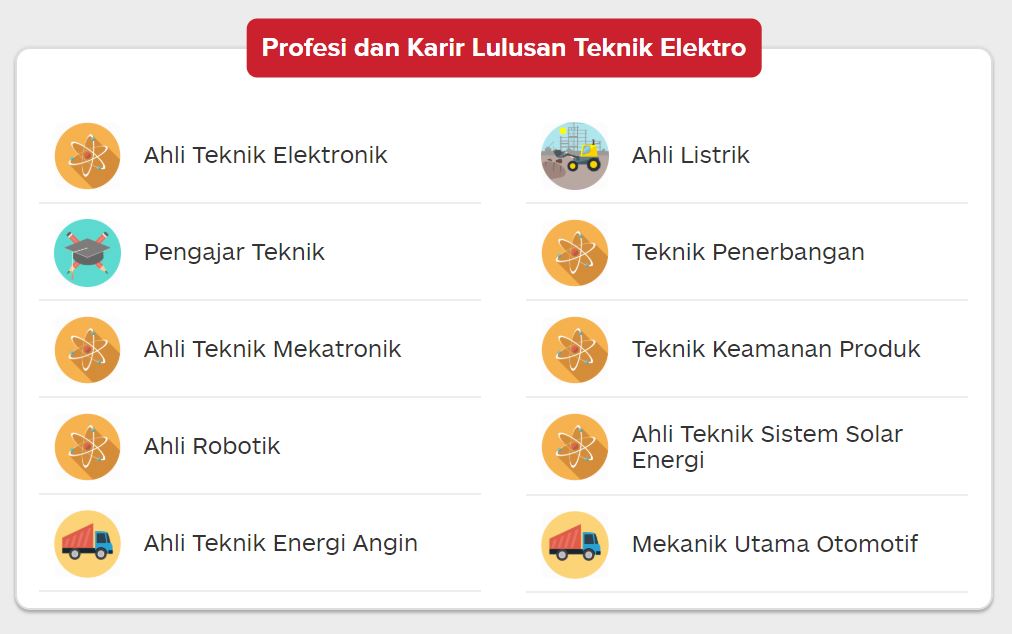 Profesi dan Karir Lulusan Teknik Elektro
Ahli Teknik Elektronik
Ahli Listrik
Pengajar Teknik
Teknik Penerbangan
Ahli Teknik Mekatronik
Teknik Keamanan Produk
Ahli Robotik
Ahli Teknik Sistem Solar
Energi
Ahli Teknik Energi Angin
Mekanik Utama Otomotif